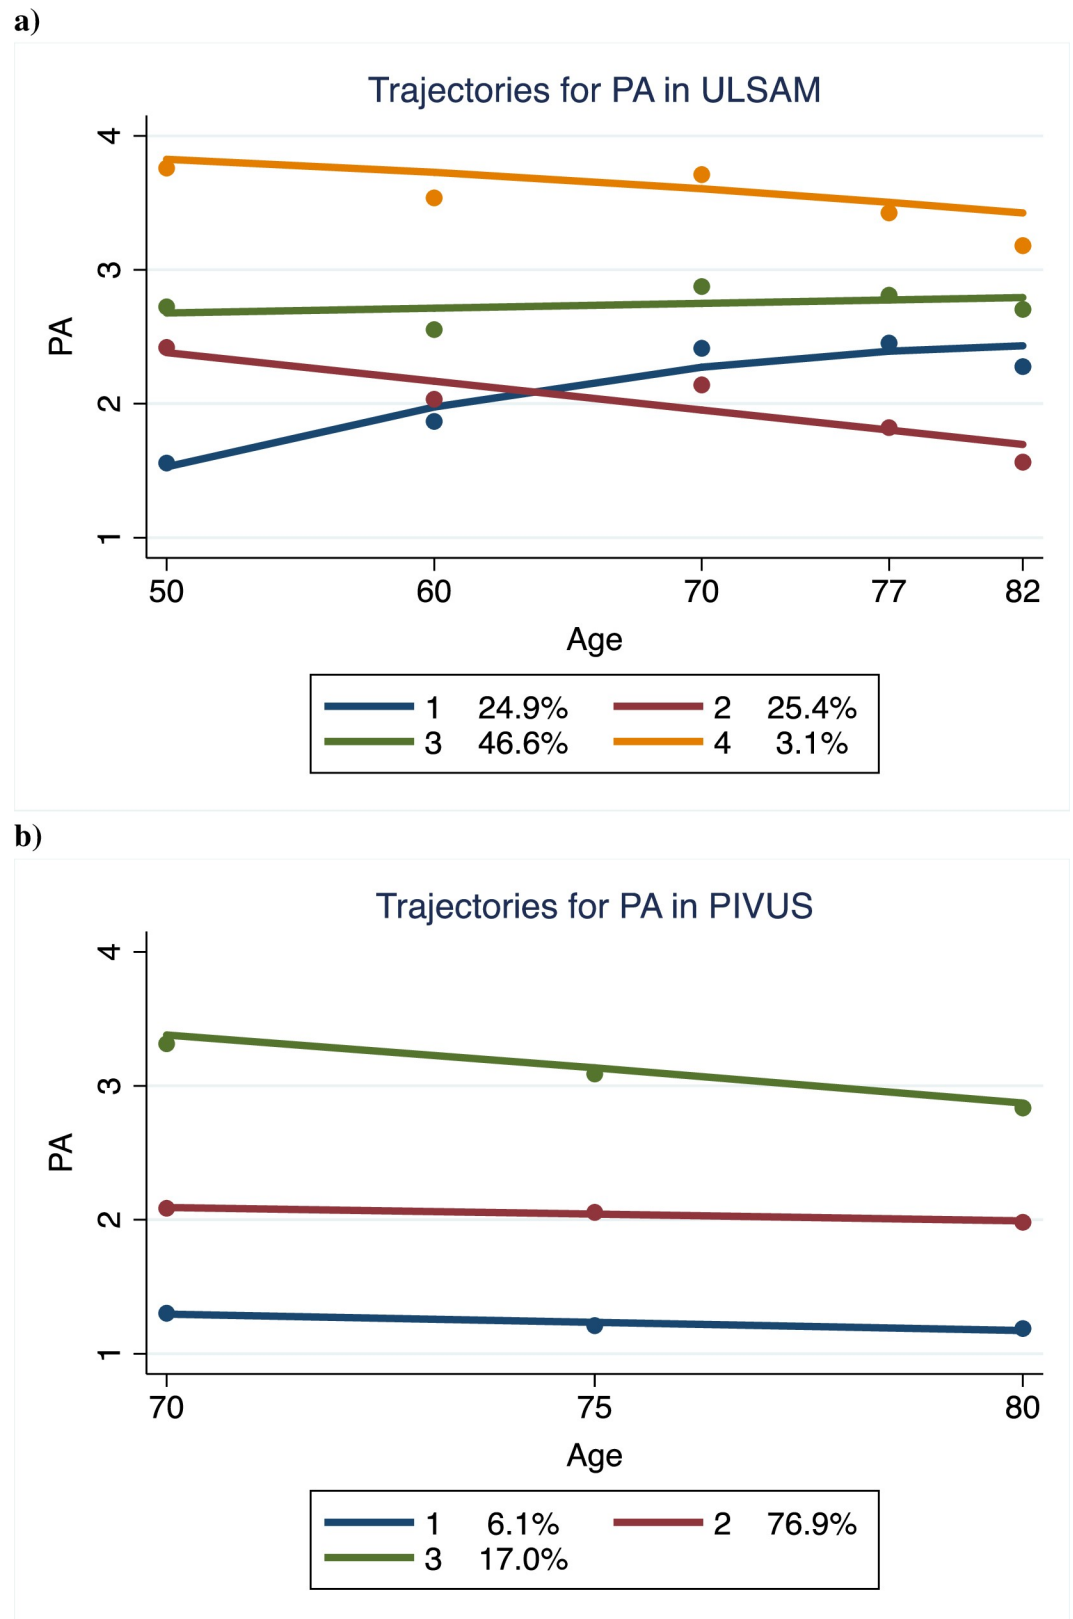 a)
Trajectories for PA in ULSAM
4
3
2
1
PA
50 60 70 77 82
Age
1 24.9% 2 25.4%
3 46.6% 4 3.1%
b)
Trajectories for PA in PIVUS
4
3
2
1
PA
70 75 80
Age
1 6.1% 2 76.9%
3 17.0%